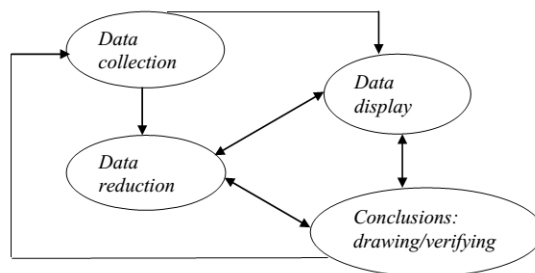 Data
collection
Data
display
Data
reduction
Conclusions:
drawing/verifying